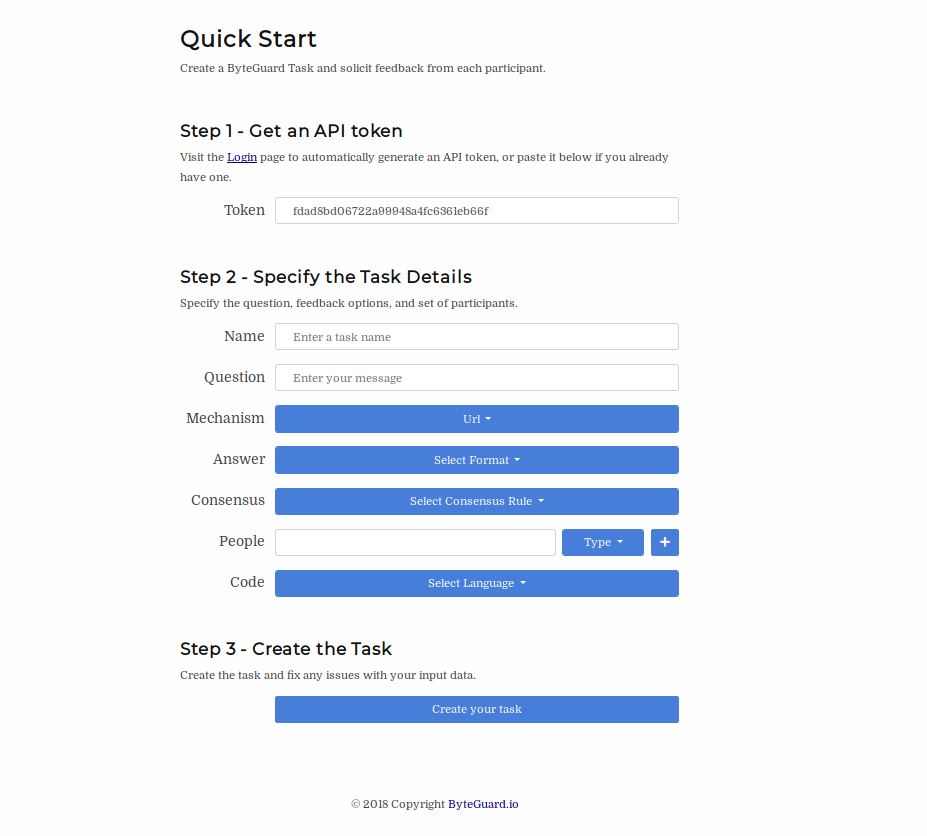 Quick Start
Create a ByteGuard Task and solicit feedback from each participant.
Step 1 - Get an API token
Visit the Login page to automatically generate an API token, or paste it below if you already
have one.
Token fdad8bd06722a99948a4fc6361eb66f
Step 2 - Specify the Task Details
Specify the question, feedback options, and set of participants.
Name Enter a task name
Question Enter your message
Mechanism Url
Answer Select Format
Consensus Select Consensus Rule
People Type +
Code Select Language
Step 3 - Create the Task
Create the task and fix any issues with your input data.
Create your task
© 2018 Copyright ByteGuard.io